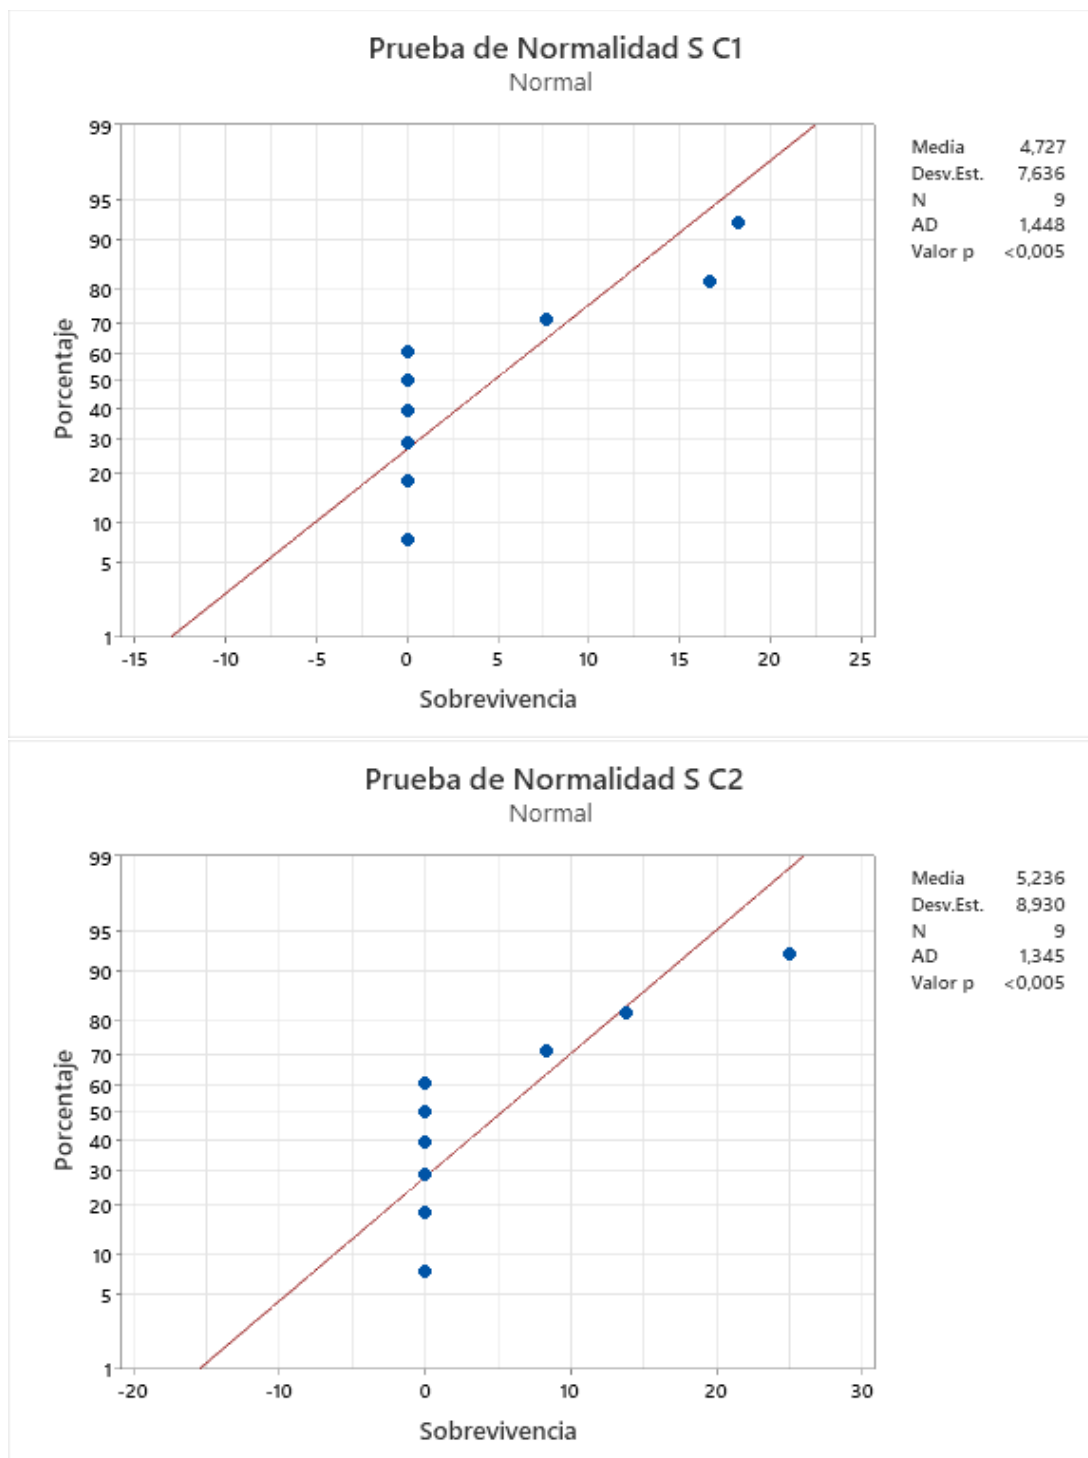 Prueba de Normalidad S C1
Normal
Media 4,727
Desv.Est. 7,636
N 9
AD 1,448
Valor p <0,005
Porcentaje
99
95
90
80
70
60
50
40
30
20
10
5
1
-15 -10 -5 0 5 10 15 20 25
Sobrevivencia
Prueba de Normalidad S C2
Normal
Media 5,236
Desv.Est. 8,930
N 9
AD 1,345
Valor p <0,005
Porcentaje
99
95
90
80
70
60
50
40
30
20
10
5
1
-20 -10 0 10 20 30
Sobrevivencia